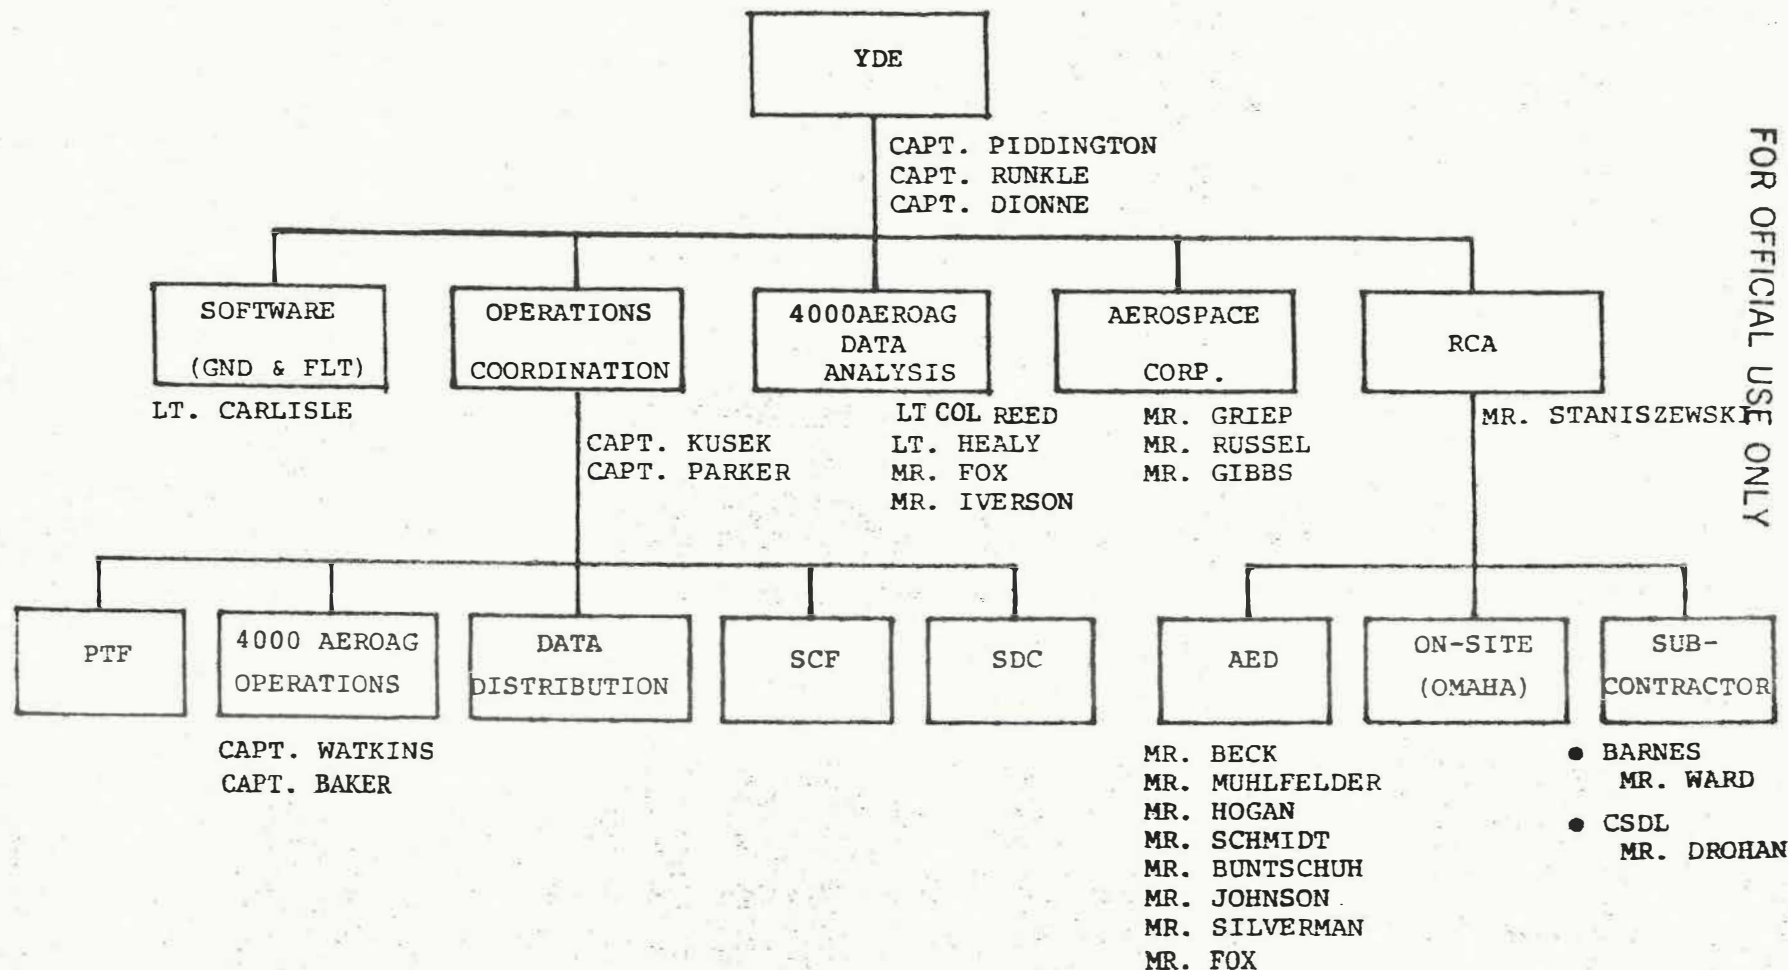 YDE
CAPT. PIDDINGTON
CAPT. RUNKLE
CAPT. DIONNE
FOR OFFICIAL USE ONLY
SOFTWARE
(GND & FLT)
LT. CARLISLE
OPERATIONS
COORDINATION
CAPT. KUSEK
CAPT. PARKER
4000AEROAG
DATA
ANALYSIS
LT COL REED
LT. HEALY
MR. FOX
MR. IVERSON
AEROSPACE
CORP.
MR. GRIEP
MR. RUSSEL
MR. GIBBS
RCA
MR. STANISZEWSKI
PTF
4000 AEROAG
OPERATIONS
CAPT. WATKINS
CAPT. BAKER
DATA
DISTRIBUTION
SCF
SDC
AED
MR. BECK
MR. MUHLFELDER
MR. HOGAN
MR. SCHMIDT
MR. BUNTSCHUH
MR. JOHNSON
MR. SILVERMAN
MR. FOX
ON-SITE
(OMAHA)
SUB-
CONTRACTOR
● BARNES
MR. WARD
● CSDL
MR. DROHAN